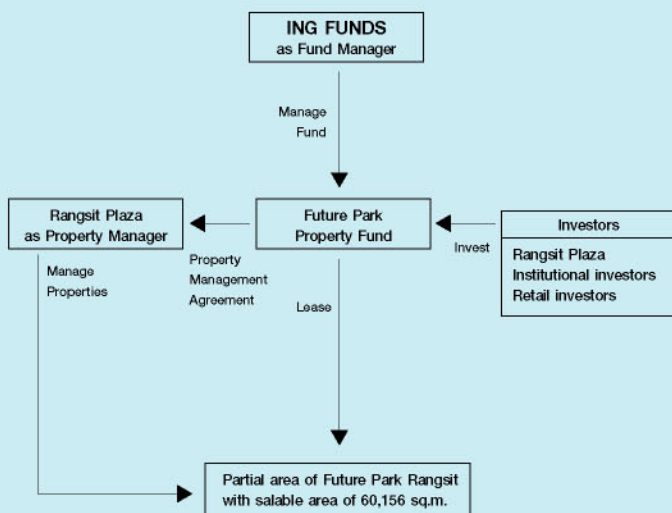 ING FUNDS
as Fund Manager
Manage
Fund
Rangsit Plaza
as Property Manager
Future Park
Property Fund
Investors
Rangsit Plaza
Institutional investors
Retail investors
Invest
Property
Management
Agreement
Manage
Properties
Lease
Partial area of Future Park Rangsit
with salable area of 60,156 sq.m.